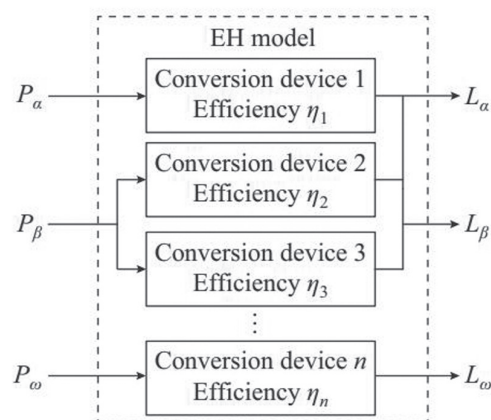 EH model
P_α
Conversion device 1
Efficiency η_1
L_α
Conversion device 2
Efficiency η_2
P_β
L_β
Conversion device 3
Efficiency η_3
⋮
P_ω
Conversion device n
Efficiency η_n
L_ω